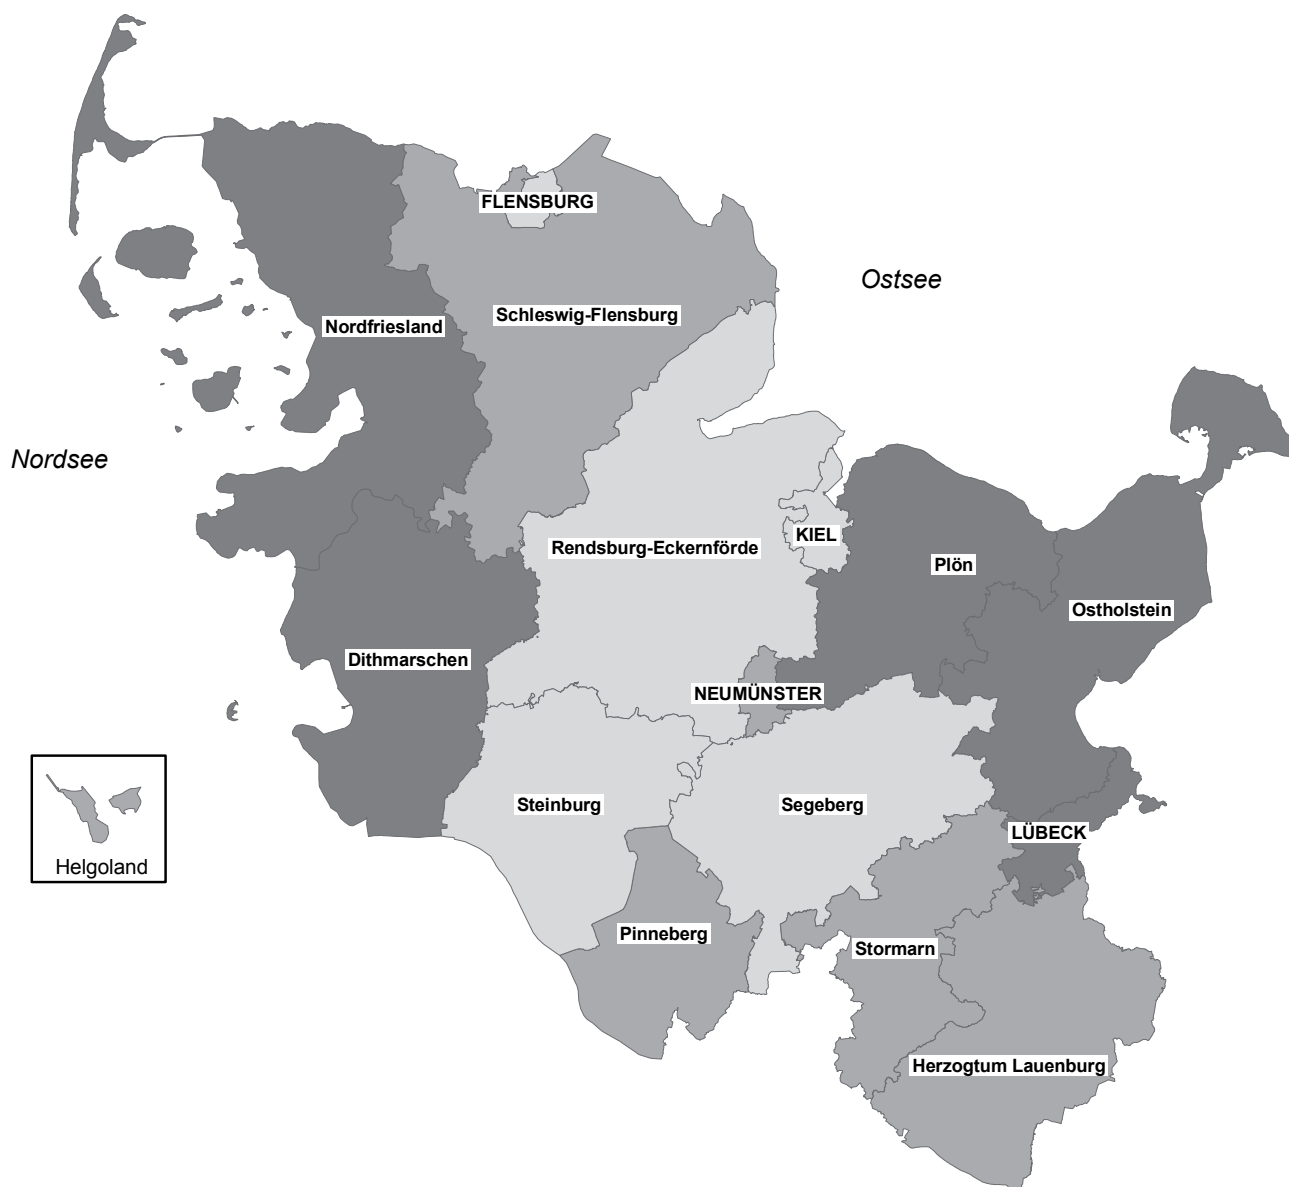 FLENSBURG
Ostsee
Schleswig-Flensburg
Nordfriesland
Nordsee
KIEL
Rendsburg-Eckernförde
Plön
Ostholstein
Dithmarschen
NEUMÜNSTER
Steinburg
Segeberg
LÜBECK
Helgoland
Pinneberg
Stormarn
Herzogtum Lauenburg